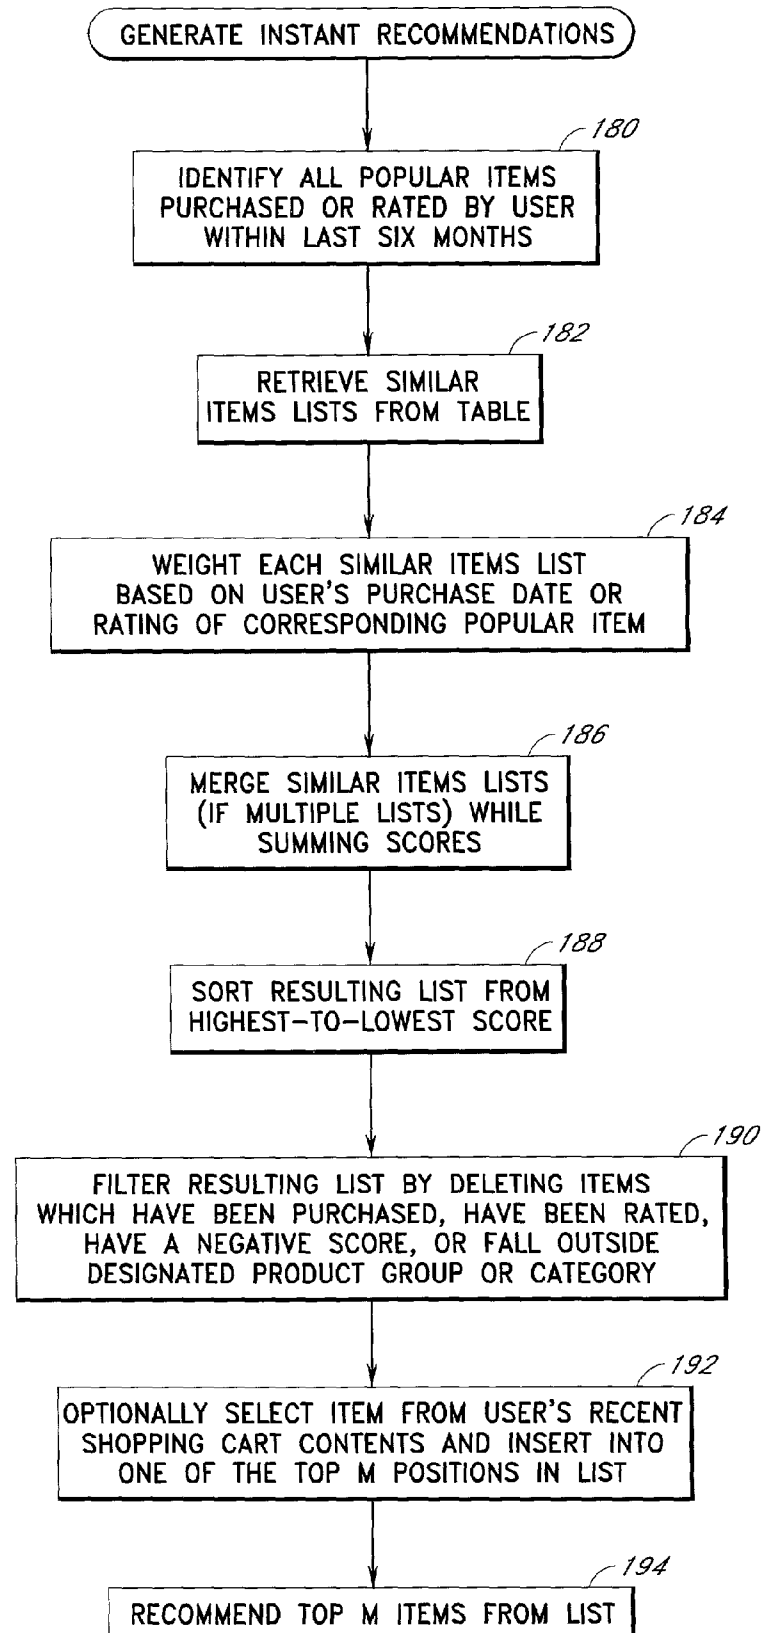 GENERATE INSTANT RECOMMENDATIONS
180
IDENTIFY ALL POPULAR ITEMS
PURCHASED OR RATED BY USER
WITHIN LAST SIX MONTHS
182
RETRIEVE SIMILAR
ITEMS LISTS FROM TABLE
184
WEIGHT EACH SIMILAR ITEMS LIST
BASED ON USER'S PURCHASE DATE OR
RATING OF CORRESPONDING POPULAR ITEM
186
MERGE SIMILAR ITEMS LISTS
(IF MULTIPLE LISTS) WHILE
SUMMING SCORES
188
SORT RESULTING LIST FROM
HIGHEST-TO-LOWEST SCORE
190
FILTER RESULTING LIST BY DELETING ITEMS
WHICH HAVE BEEN PURCHASED, HAVE BEEN RATED,
HAVE A NEGATIVE SCORE, OR FALL OUTSIDE
DESIGNATED PRODUCT GROUP OR CATEGORY
192
OPTIONALLY SELECT ITEM FROM USER'S RECENT
SHOPPING CART CONTENTS AND INSERT INTO
ONE OF THE TOP M POSITIONS IN LIST
194
RECOMMEND TOP M ITEMS FROM LIST